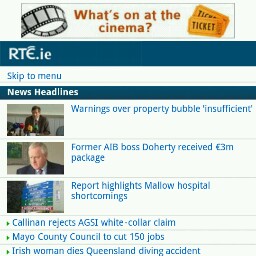 What's on at the
cinema?
TICKET
RTÉ.ie
Skip to menu
News Headlines
Warnings over property bubble 'insufficient'
Former AIB boss Doherty received €3m
package
Report highlights Mallow hospital
shortcomings
Callinan rejects AGSI white-collar claim
Mayo County Council to cut 150 jobs
Irish woman dies Queensland diving accident